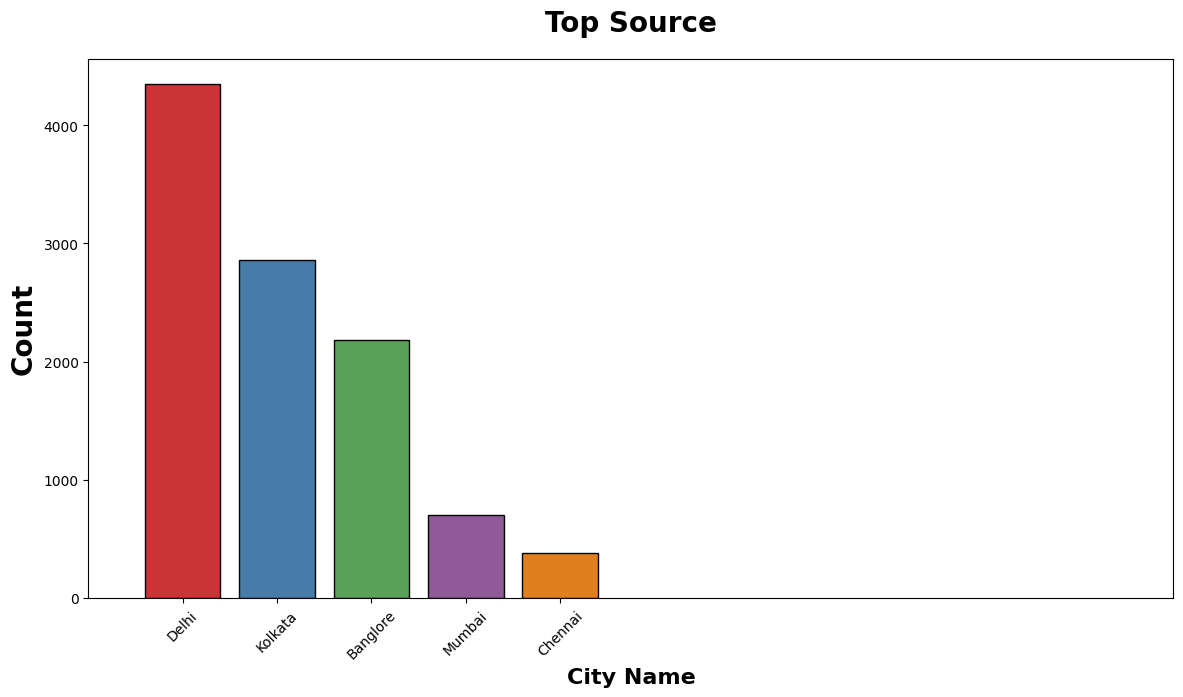 Top Source
Count
4000
3000
2000
1000
0
Delhi
Kolkata
Banglore
Mumbai
Chennai
City Name